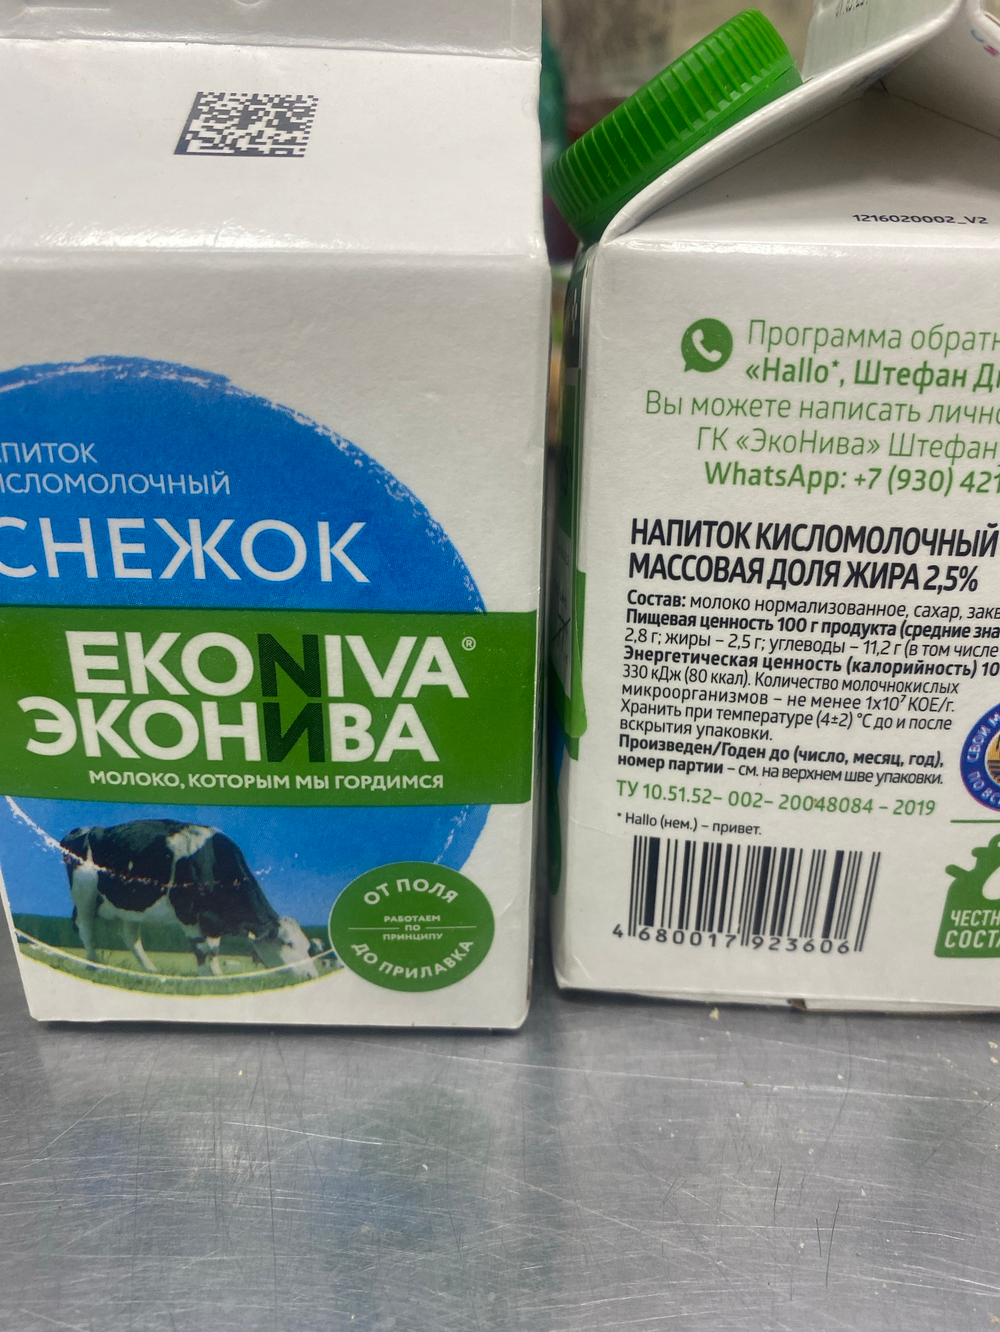 ПИТОК
ИСЛОМОЛОЧНЫЙ
СНЕЖОК
EKONIVA®
ЭКОНИВА
МОЛОКО, КОТОРЫМ МЫ ГОРДИМСЯ
ОТ ПОЛЯ
РАБОТАЕМ
ПО
ПРИНЦИПУ
ДО ПРИЛАВКА
1216020002_V2
Программа обратн
«Hallo*, Штефан
Вы можете написать лично
ГК «ЭкоНива» Штефан
WhatsApp: +7 (930) 421
НАПИТОК КИСЛОМОЛОЧНЫЙ
МАССОВАЯ ДОЛЯ ЖИРА 2,5%
Состав: молоко нормализованное, сахар, закв
Пищевая ценность 100 г продукта (средние зна
2,8 г; жиры – 2,5 г; углеводы – 11,2 г (в том числе
Энергетическая ценность (калорийность) 10
330 кДж (80 ккал). Количество молочнокислых
микроорганизмов – не менее 1х10⁷ КОЕ/г.
Хранить при температуре (4±2) °С до и после
вскрытия упаковки.
Произведен/Годен до (число, месяц, год),
номер партии – см. на верхнем шве упаковки.
ТУ 10.51.52– 002– 20048084 – 2019
* Hallo (нем.) – привет.
4 680017 923606
ЧЕСТН
СОСТА